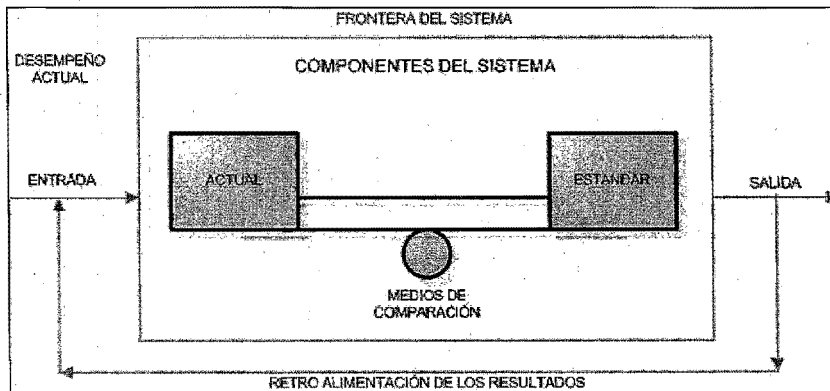 FRONTERA DEL SISTEMA
DESEMPEÑO
ACTUAL
COMPONENTES DEL SISTEMA
ENTRADA
ACTUAL
ESTANDAR
SALIDA
MEDIOS DE
COMPARACIÓN
RETRO ALIMENTACIÓN DE LOS RESULTADOS